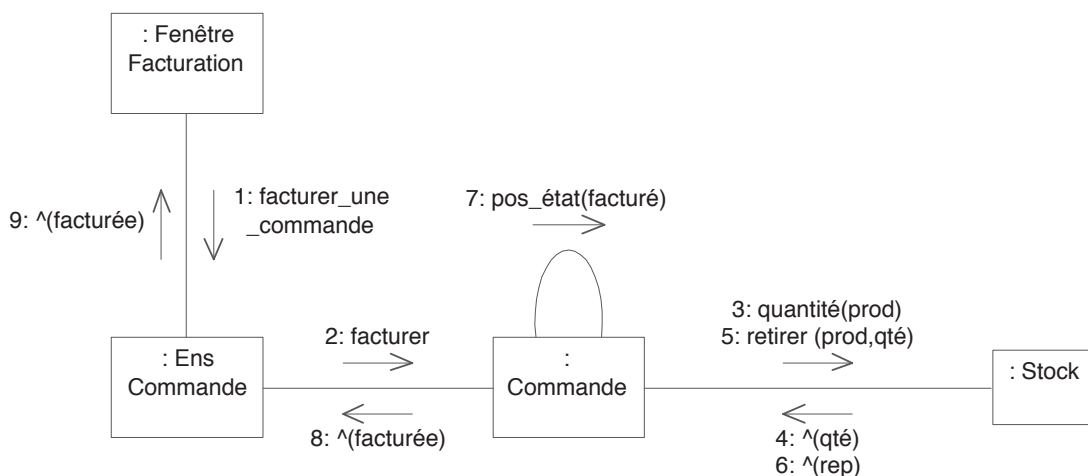 : Fenêtre
Facturation
9: ^(facturée)
1: facturer_une
_commande
7: pos_état(facturé)
: Ens
Commande
2: facturer
8: ^(facturée)
:
Commande
3: quantité(prod)
5: retirer (prod,qté)
4: ^(qté)
6: ^(rep)
: Stock